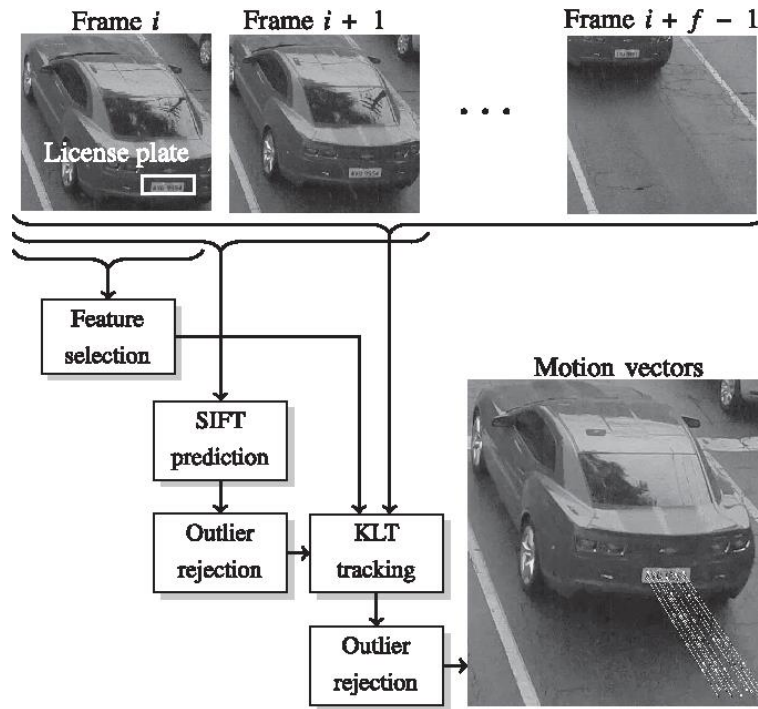 Frame i
Frame i + 1
Frame i + f − 1
. . .
License plate
Feature
selection
Motion vectors
SIFT
prediction
Outlier
rejection
KLT
tracking
Outlier
rejection